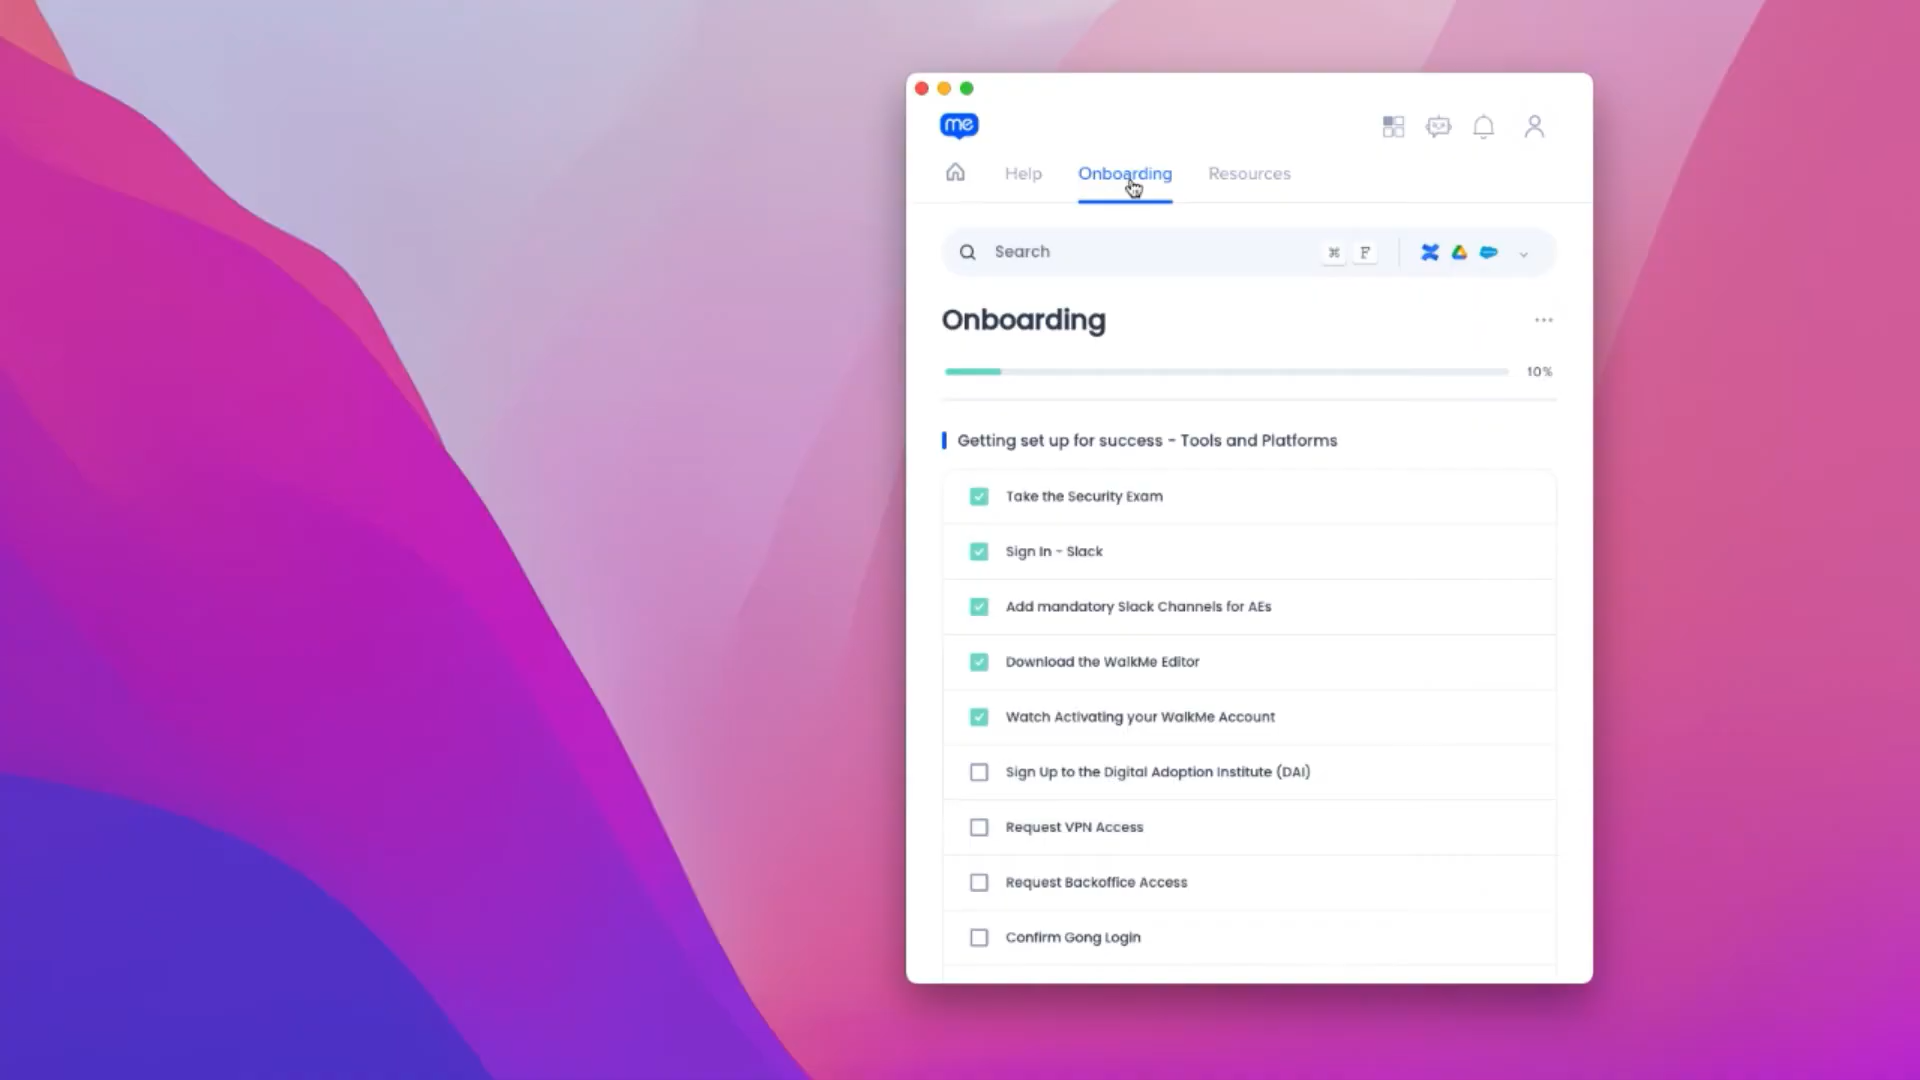 me
Help Onboarding Resources
Search ⌘ F
Onboarding
10%
Getting set up for success - Tools and Platforms
Take the Security Exam
Sign In - Slack
Add mandatory Slack Channels for AEs
Download the WalkMe Editor
Watch Activating your WalkMe Account
Sign Up to the Digital Adoption Institute (DAI)
Request VPN Access
Request Backoffice Access
Confirm Gong Login